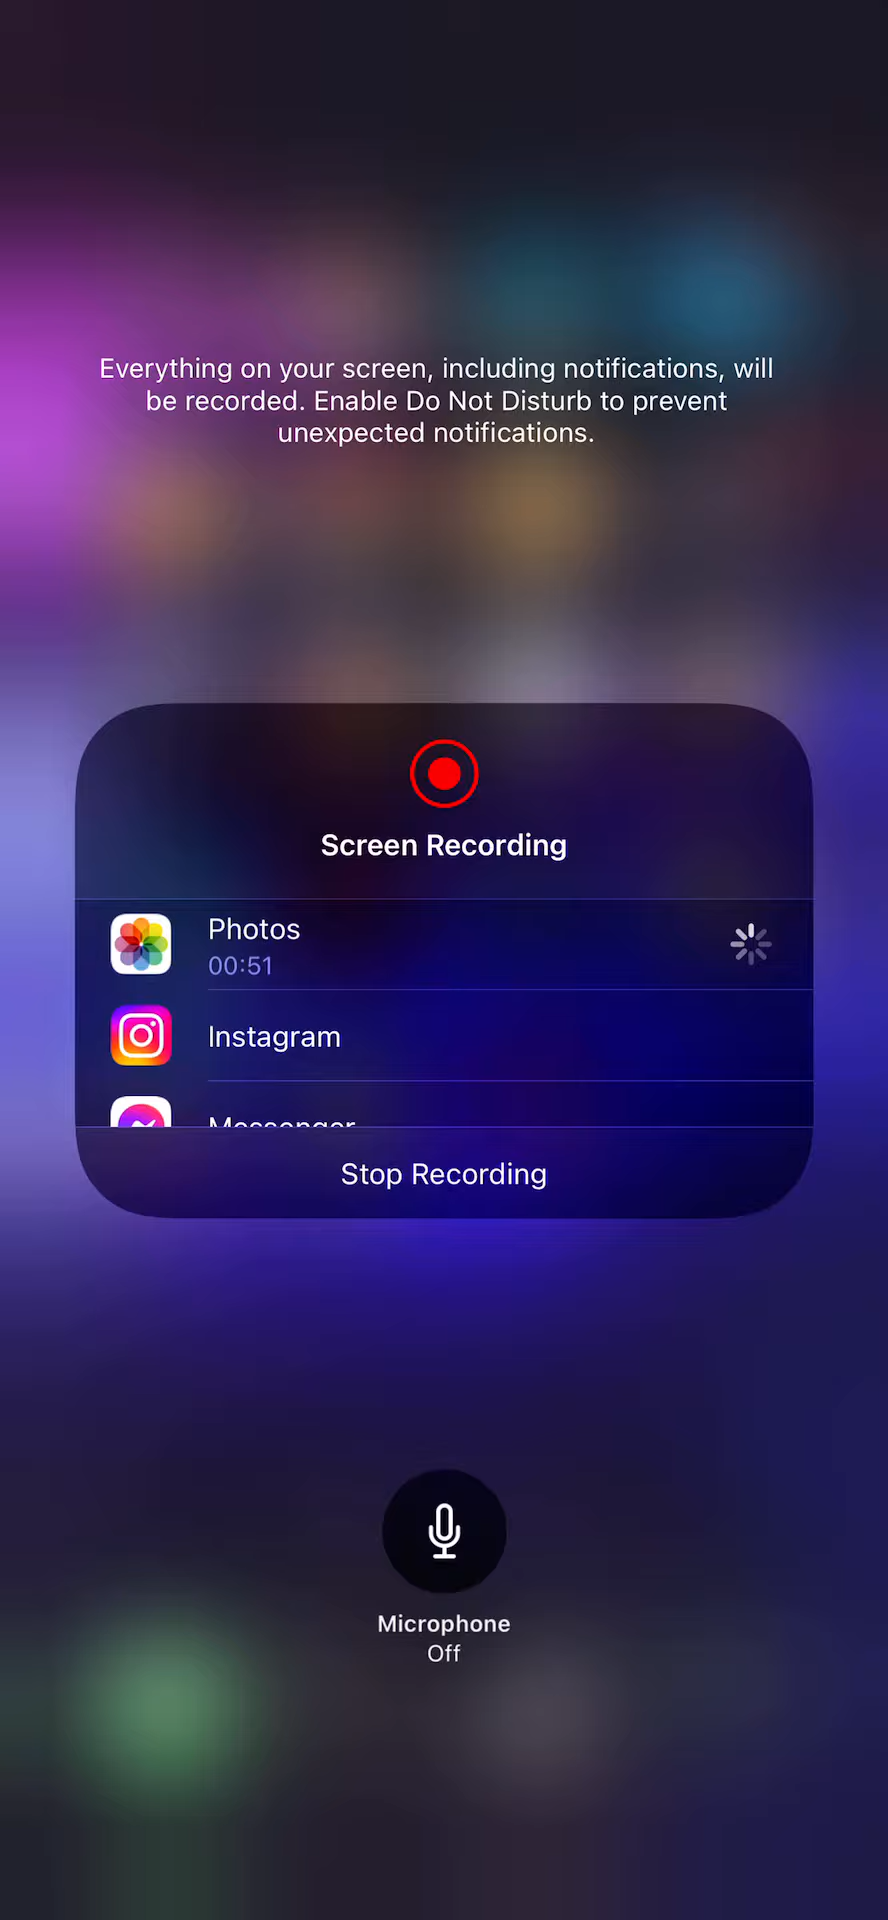 Everything on your screen, including notifications, will
be recorded. Enable Do Not Disturb to prevent
unexpected notifications.
Screen Recording
Photos
00:51
Instagram
Messenger
Stop Recording
Microphone
Off